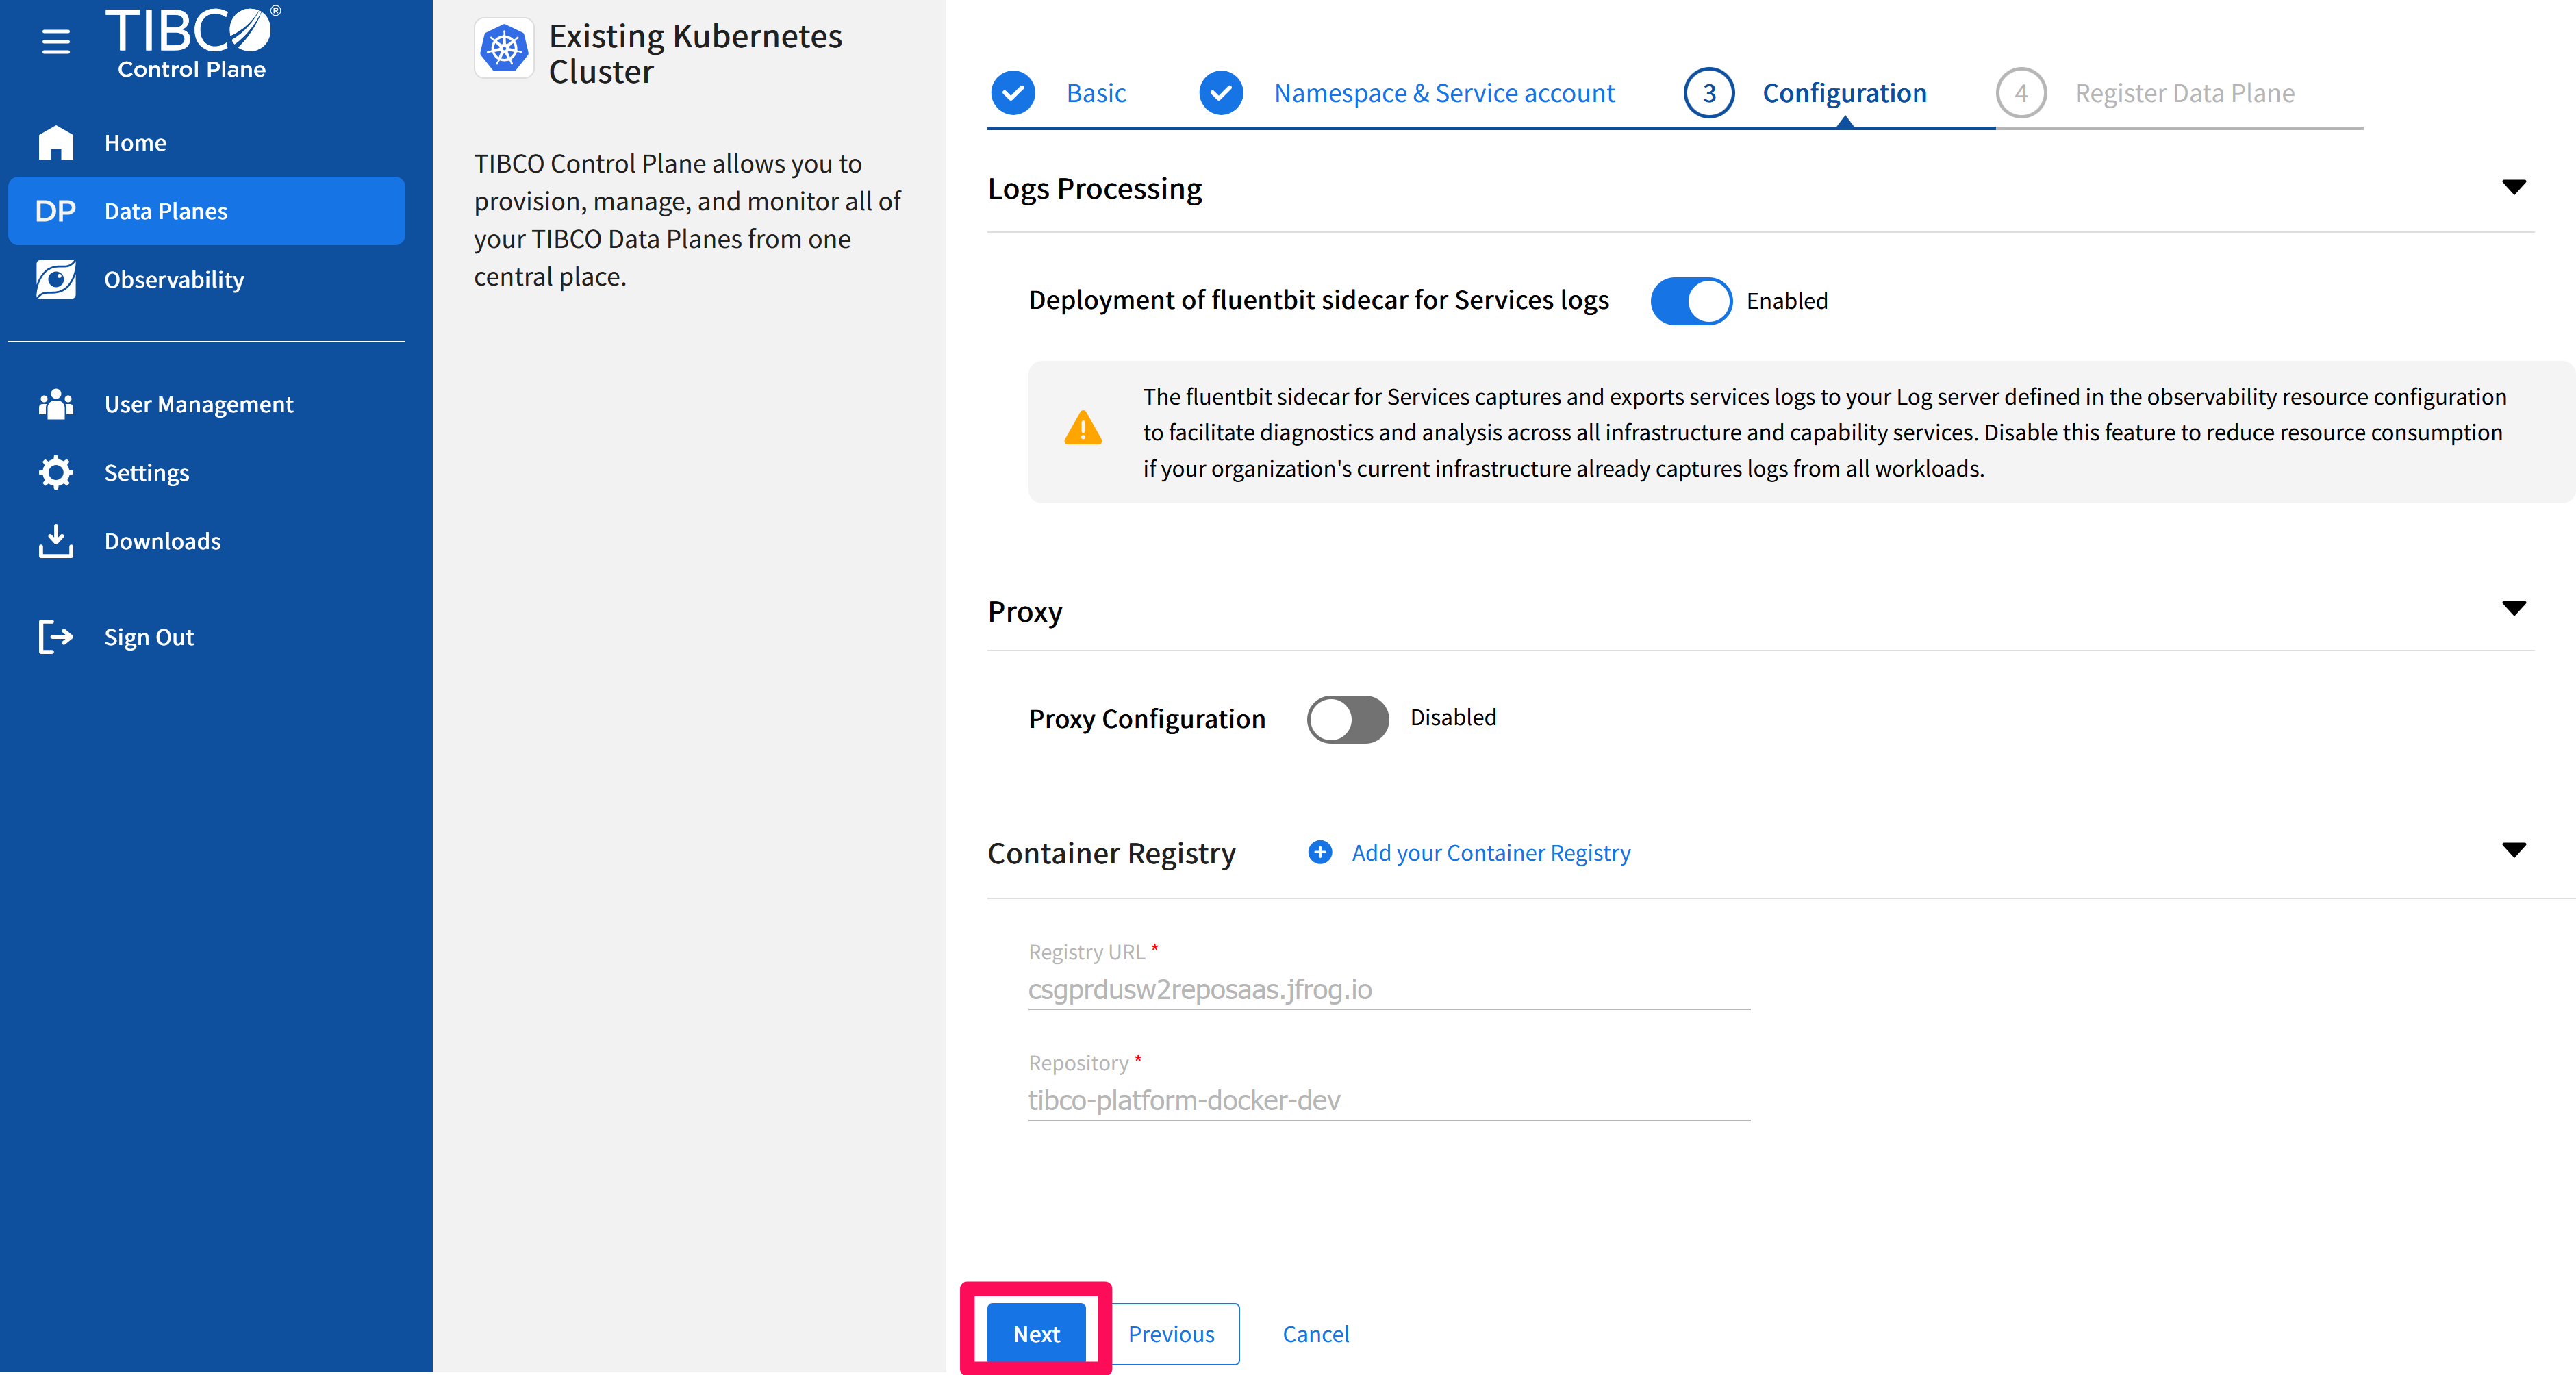 TIBCO®
Control Plane
Home
DP Data Planes
Observability
User Management
Settings
Downloads
Sign Out
Existing Kubernetes
Cluster
TIBCO Control Plane allows you to
provision, manage, and monitor all of
your TIBCO Data Planes from one
central place.
Basic
Namespace & Service account
3 Configuration
4 Register Data Plane
Logs Processing
Deployment of fluentbit sidecar for Services logs Enabled
The fluentbit sidecar for Services captures and exports services logs to your Log server defined in the observability resource configuration
to facilitate diagnostics and analysis across all infrastructure and capability services. Disable this feature to reduce resource consumption
if your organization's current infrastructure already captures logs from all workloads.
Proxy
Proxy Configuration Disabled
Container Registry Add your Container Registry
Registry URL *
csgprdusw2reposaas.jfrog.io
Repository *
tibco-platform-docker-dev
Next Previous Cancel